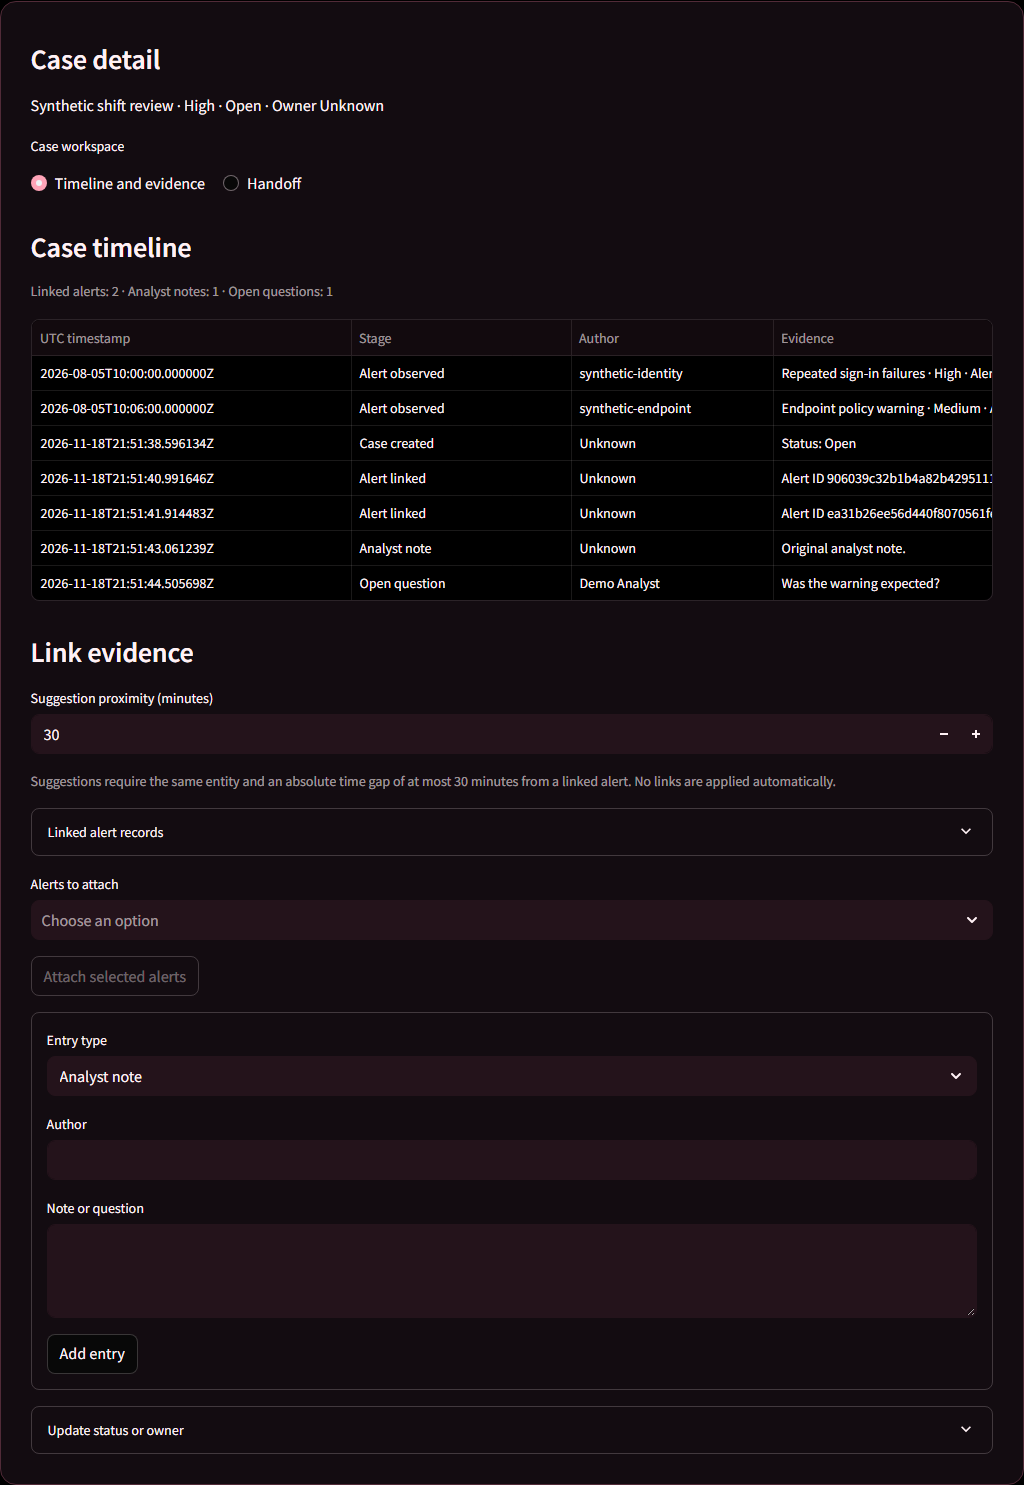 Case detail
Synthetic shift review · High · Open · Owner Unknown
Case workspace
Timeline and evidence Handoff
Case timeline
Linked alerts: 2 · Analyst notes: 1 · Open questions: 1
UTC timestamp Stage Author Evidence
2026-08-05T10:00:00.000000Z Alert observed synthetic-identity Repeated sign-in failures · High · Aler
2026-08-05T10:06:00.000000Z Alert observed synthetic-endpoint Endpoint policy warning · Medium ·
2026-11-18T21:51:38.596134Z Case created Unknown Status: Open
2026-11-18T21:51:40.991646Z Alert linked Unknown Alert ID 906039c32b1b4a82b429511
2026-11-18T21:51:41.914483Z Alert linked Unknown Alert ID ea31b26ee56d440f8070561f
2026-11-18T21:51:43.061239Z Analyst note Unknown Original analyst note.
2026-11-18T21:51:44.505698Z Open question Demo Analyst Was the warning expected?
Link evidence
Suggestion proximity (minutes)
30
Suggestions require the same entity and an absolute time gap of at most 30 minutes from a linked alert. No links are applied automatically.
Linked alert records
Alerts to attach
Choose an option
Attach selected alerts
Entry type
Analyst note
Author
Note or question
Add entry
Update status or owner